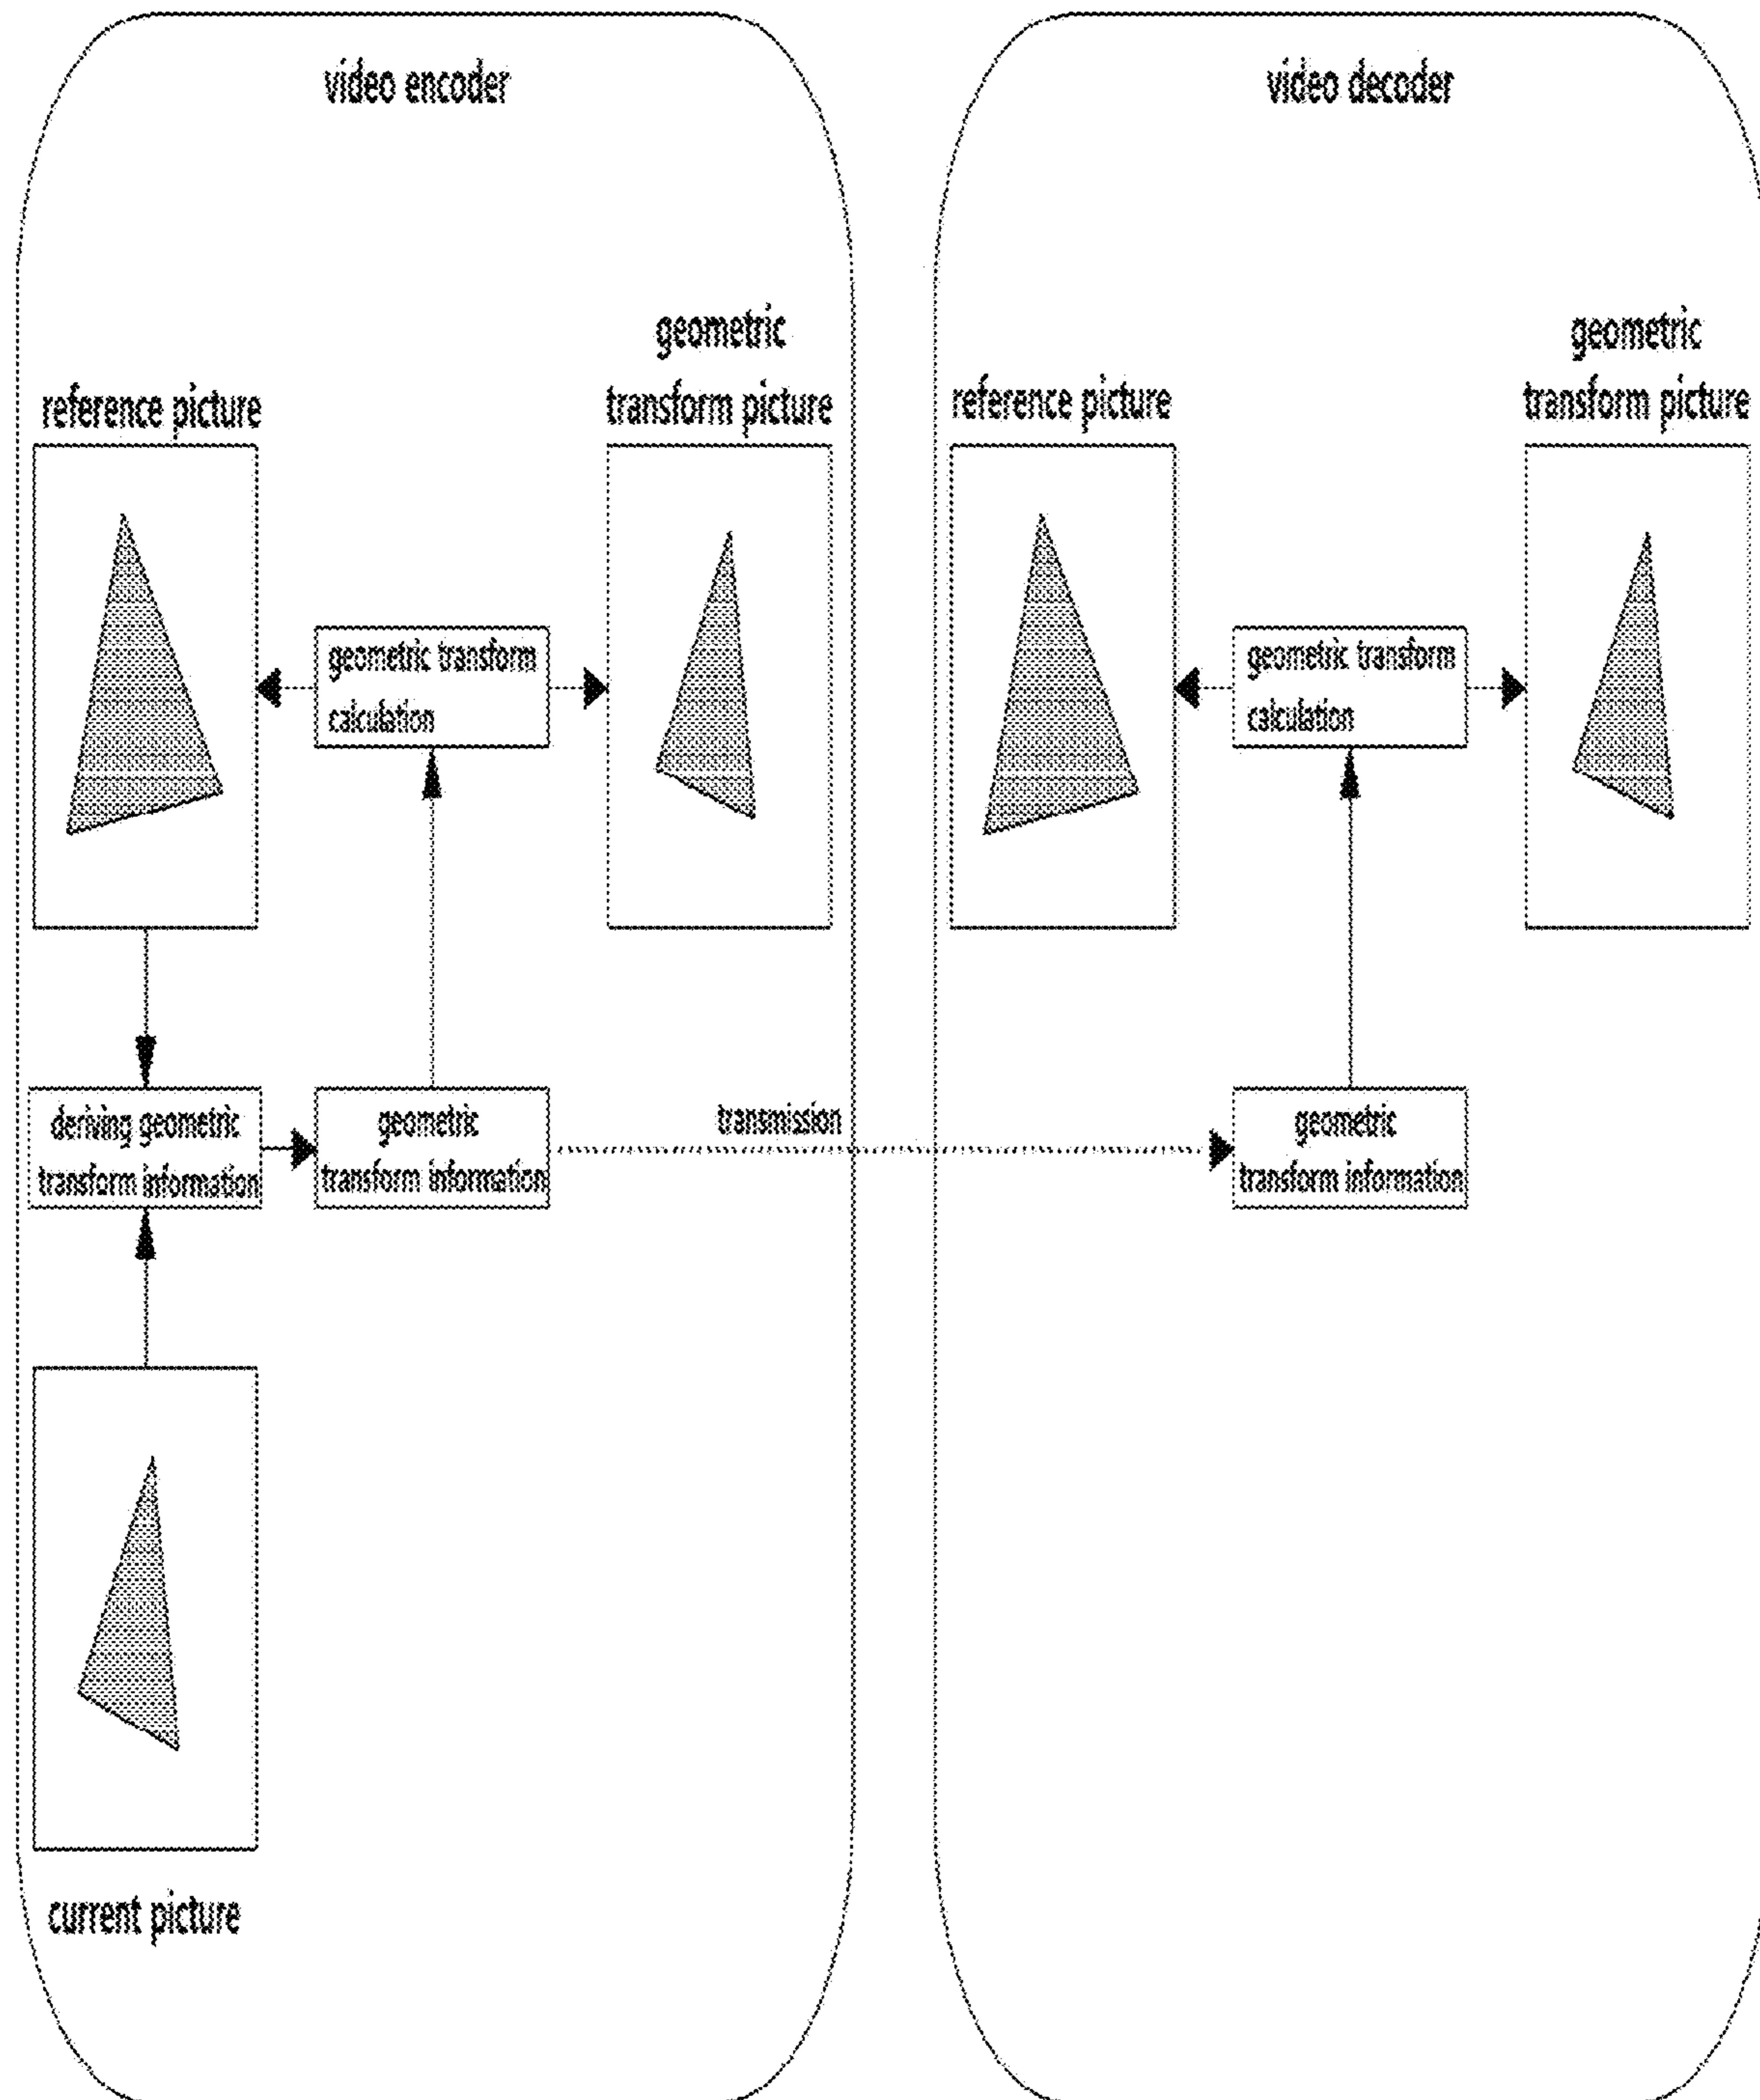 video encoder
video decoder
reference picture
geometric
transform picture
reference picture
geometric
transform picture
geometric transform
calculation
geometric transform
calculation
deriving geometric
transform information
geometric
transform information
transmission
geometric
transform information
current picture